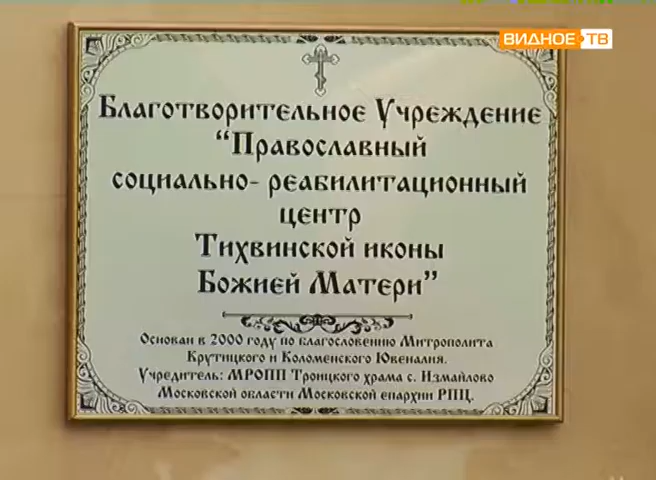 ВИДНОЕ-ТВ
Благотворительное Учреждение
“Православный
социально- реабилитационный
центр
Тихвинской иконы
Божией Матери”
Основан в 2000 году по благословению Митрополита
Крутицкого и Коломенского Ювеналия.
Учредитель: МРОПП Троицкого храма с. Измайлово
Московской области Московской епархии РПЦ.